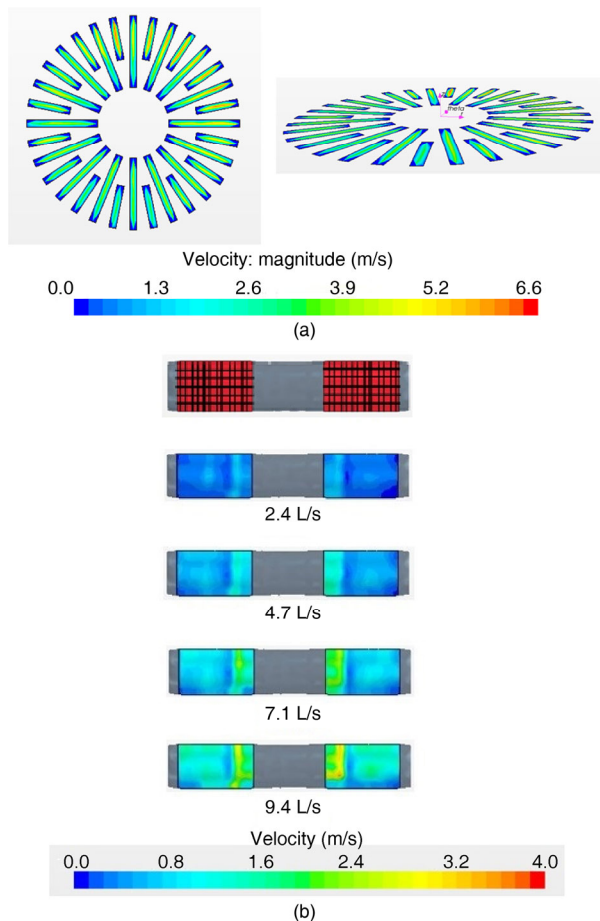 theta
Velocity: magnitude (m/s)
0.0 1.3 2.6 3.9 5.2 6.6
(a)
2.4 L/s
4.7 L/s
7.1 L/s
9.4 L/s
Velocity (m/s)
0.0 0.8 1.6 2.4 3.2 4.0
(b)